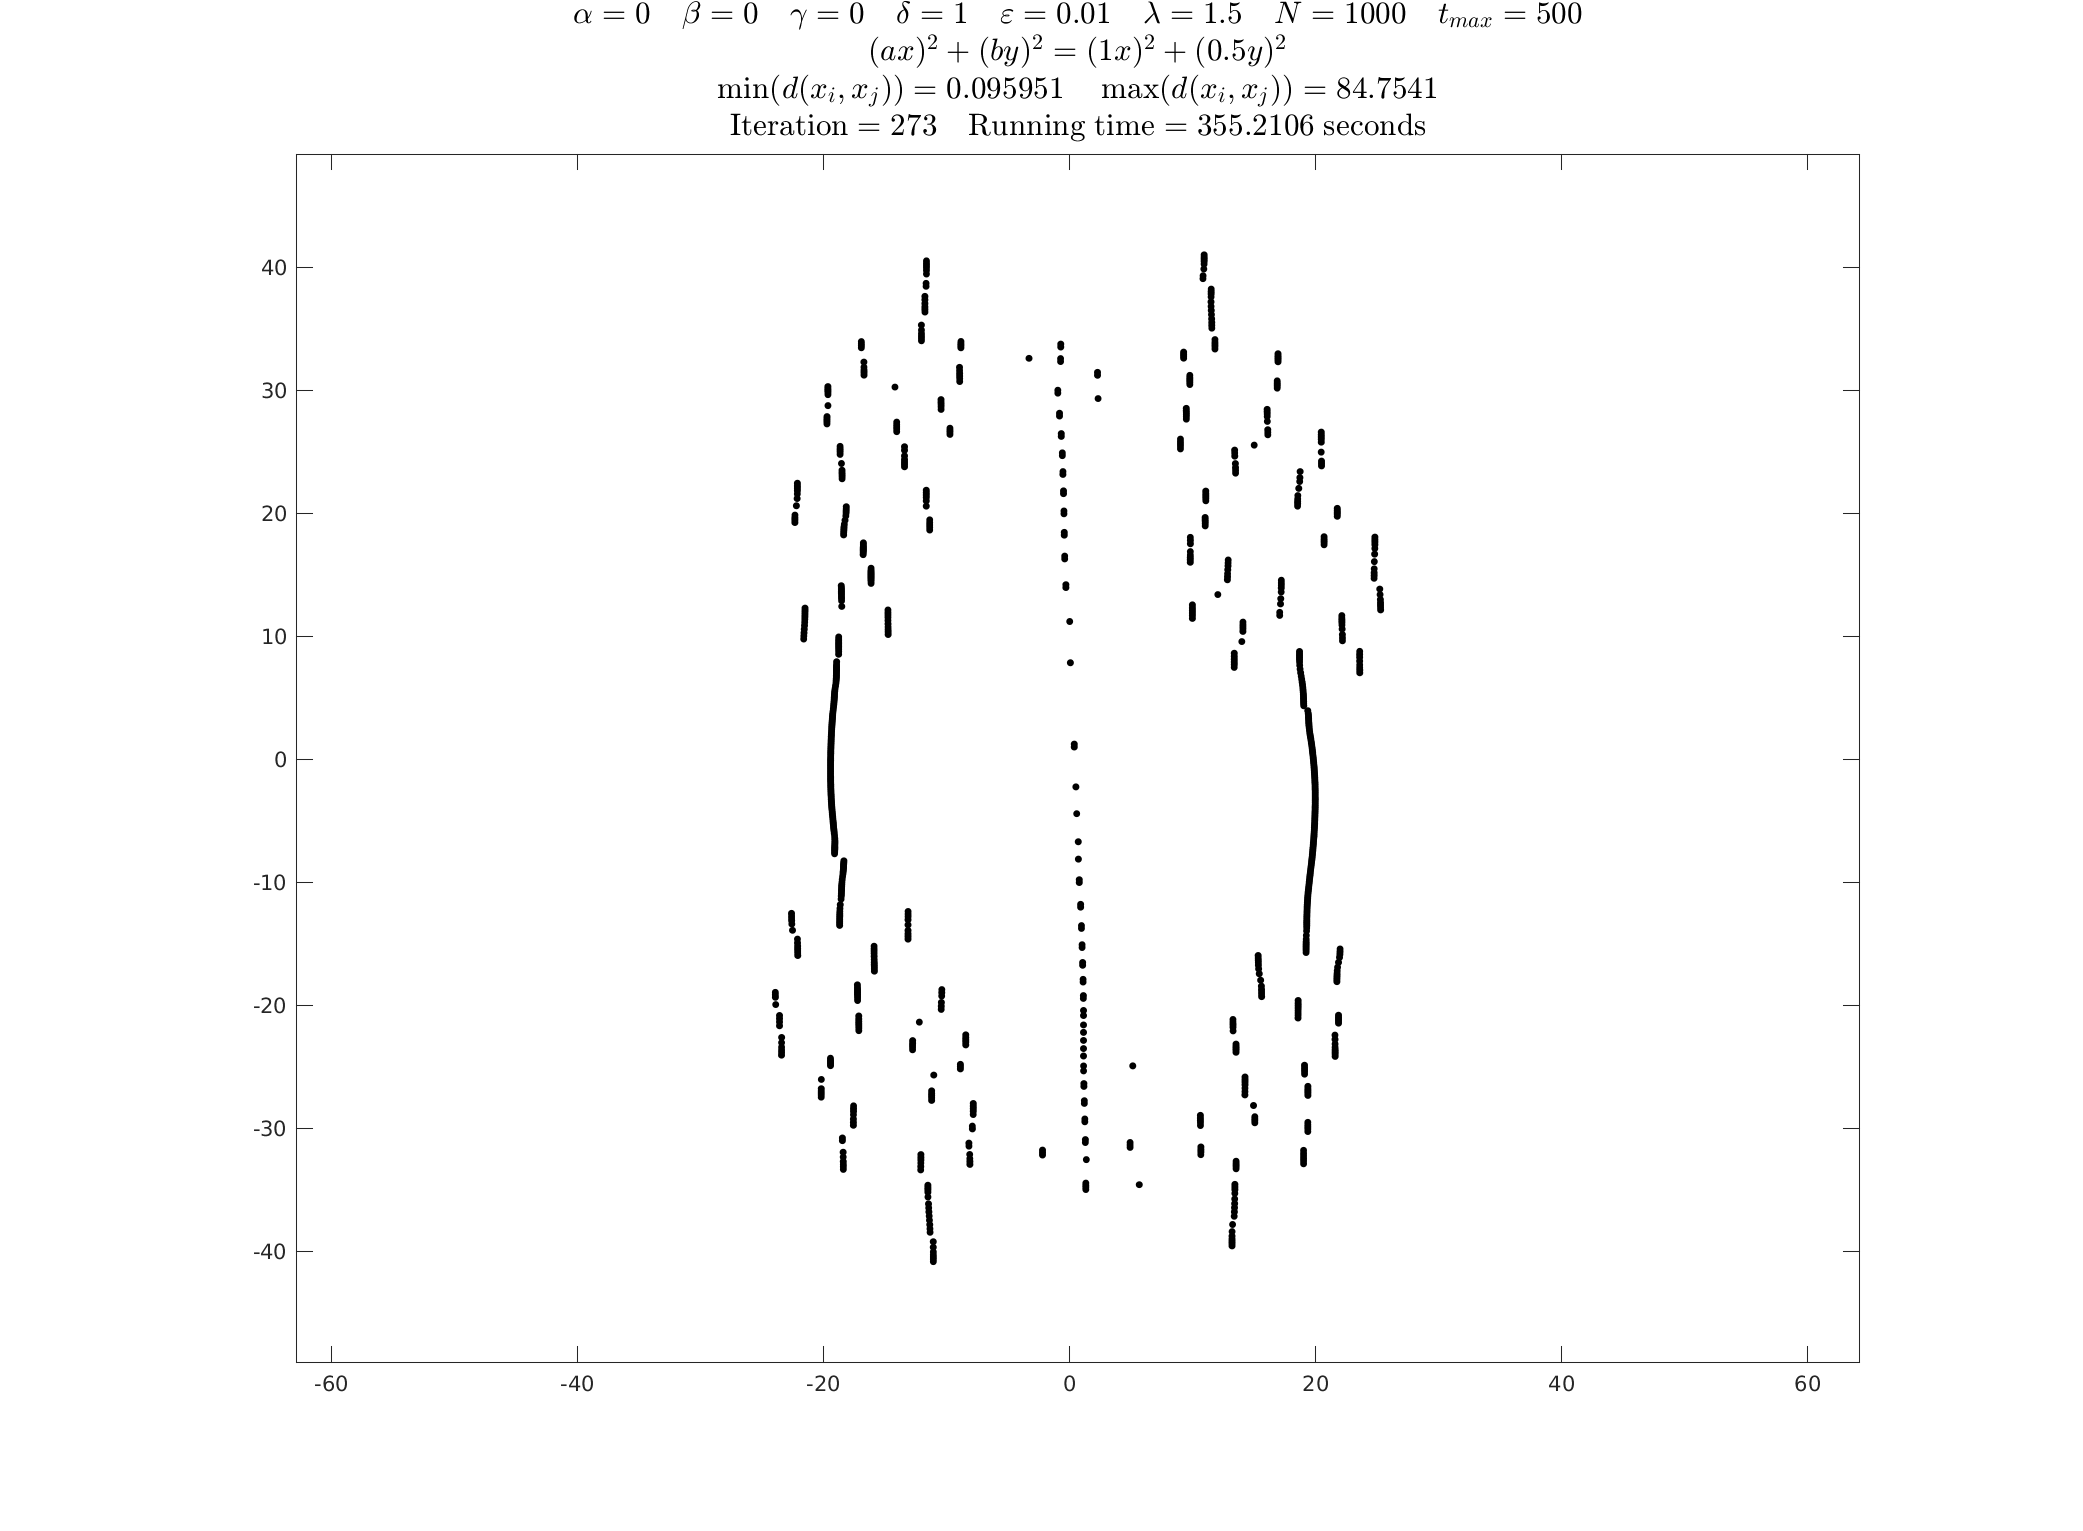 α = 0 β = 0 γ = 0 δ = 1 ε = 0.01 λ = 1.5 N = 1000 t_{max} = 500
(ax)² + (by)² = (1x)² + (0.5y)²
min(d(x_i, x_j)) = 0.095951 max(d(x_i, x_j)) = 84.7541
Iteration = 273 Running time = 355.2106 seconds
40
30
20
10
0
-10
-20
-30
-40
-60 -40 -20 0 20 40 60